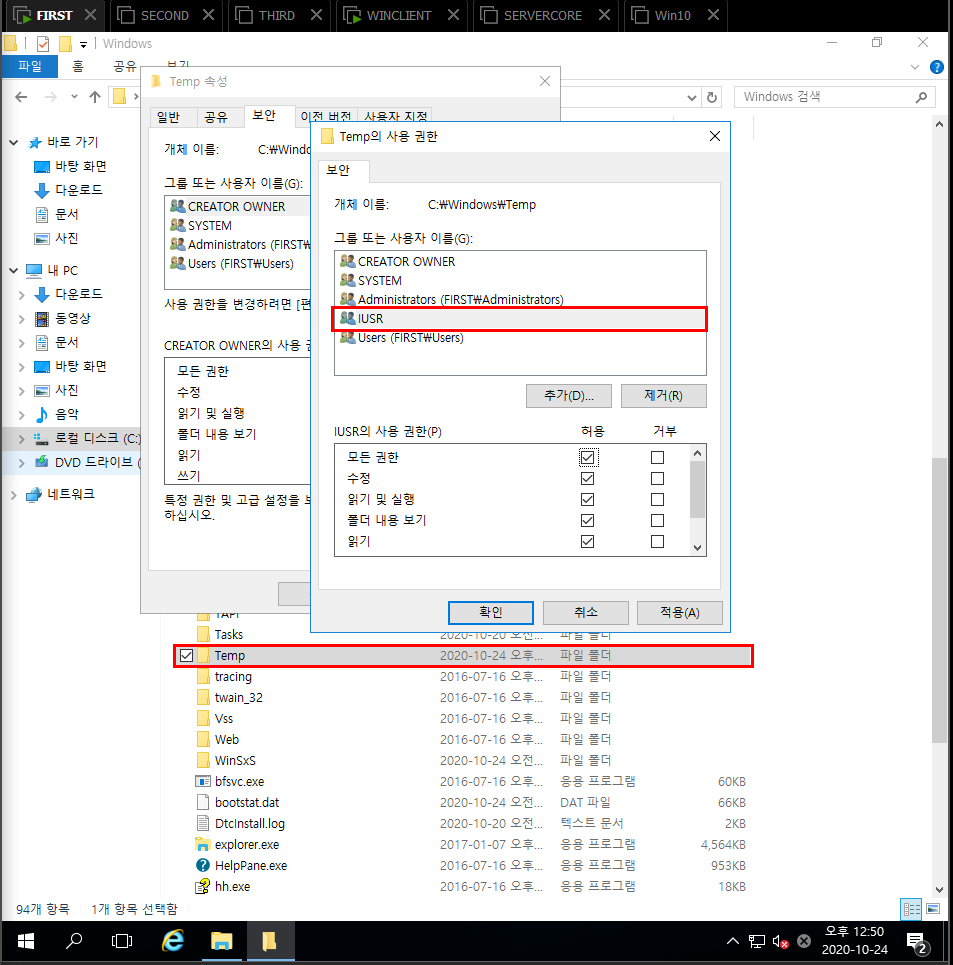 FIRST SECOND THIRD WINCLIENT SERVERCORE Win10
Windows
파일 홈 공유 보기
Windows 검색
바로 가기
바탕 화면
다운로드
문서
사진
내 PC
다운로드
동영상
문서
바탕 화면
사진
음악
로컬 디스크 (C:)
DVD 드라이브 (
네트워크
Temp 속성
일반 공유 보안 이전 버전 사용자 지정
개체 이름: C:₩Windo
그룹 또는 사용자 이름(G):
CREATOR OWNER
SYSTEM
Administrators (FIRST₩
Users (FIRST₩Users)
사용 권한을 변경하려면 [편
CREATOR OWNER의 사용 권
모든 권한
수정
읽기 및 실행
폴더 내용 보기
읽기
쓰기
특정 권한 및 고급 설정을 보
하십시오.
Temp의 사용 권한
보안
개체 이름: C:₩Windows₩Temp
그룹 또는 사용자 이름(G):
CREATOR OWNER
SYSTEM
Administrators (FIRST₩Administrators)
IUSR
Users (FIRST₩Users)
추가(D)... 제거(R)
IUSR의 사용 권한(P) 허용 거부
모든 권한
수정
읽기 및 실행
폴더 내용 보기
읽기
확인 취소 적용(A)
TAPI
Tasks 2020-10-20 오전... 파일 폴더
Temp 2020-10-24 오후... 파일 폴더
tracing 2016-07-16 오후... 파일 폴더
twain_32 2016-07-16 오후... 파일 폴더
Vss 2016-07-16 오후... 파일 폴더
Web 2016-07-16 오후... 파일 폴더
WinSxS 2020-10-24 오전... 파일 폴더
bfsvc.exe 2016-07-16 오후... 응용 프로그램 60KB
bootstat.dat 2020-10-24 오전... DAT 파일 66KB
DtcInstall.log 2020-10-20 오전... 텍스트 문서 2KB
explorer.exe 2017-01-07 오후... 응용 프로그램 4,564KB
HelpPane.exe 2016-07-16 오후... 응용 프로그램 953KB
hh.exe 2016-07-16 오후... 응용 프로그램 18KB
94개 항목 1개 항목 선택함
오후 12:50
2020-10-24
2